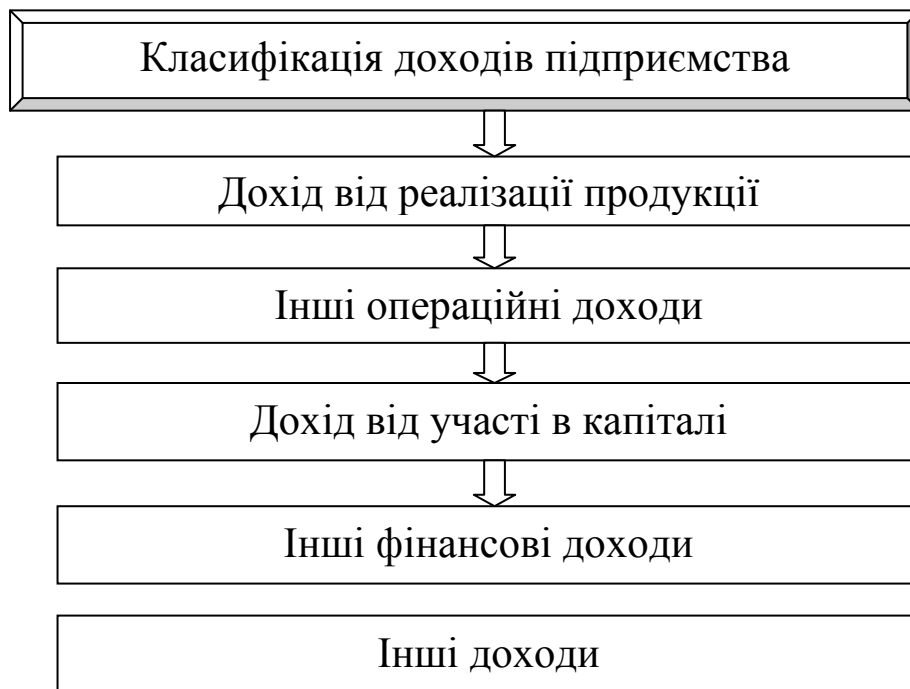 Класифікація доходів підприємства
Дохід від реалізації продукції
Інші операційні доходи
Дохід від участі в капіталі
Інші фінансові доходи
Інші доходи